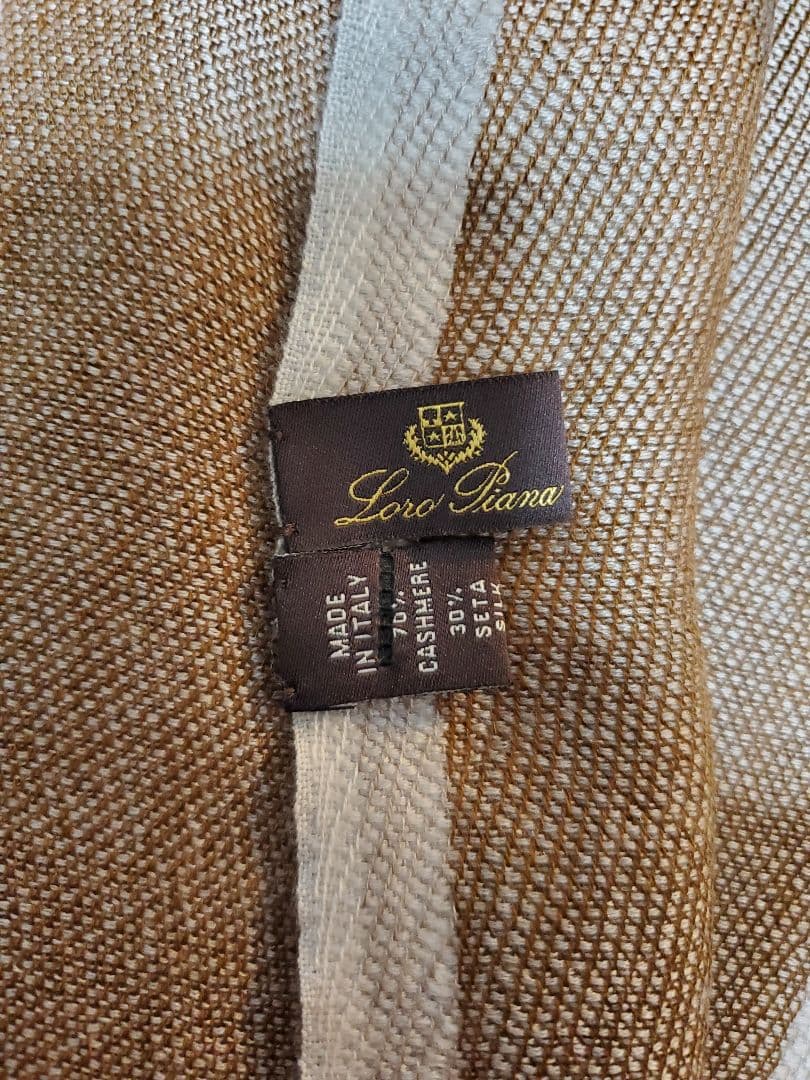 Loro Piana
MADE
IN ITALY
70%
CASHMERE
30%
SETA
SILK